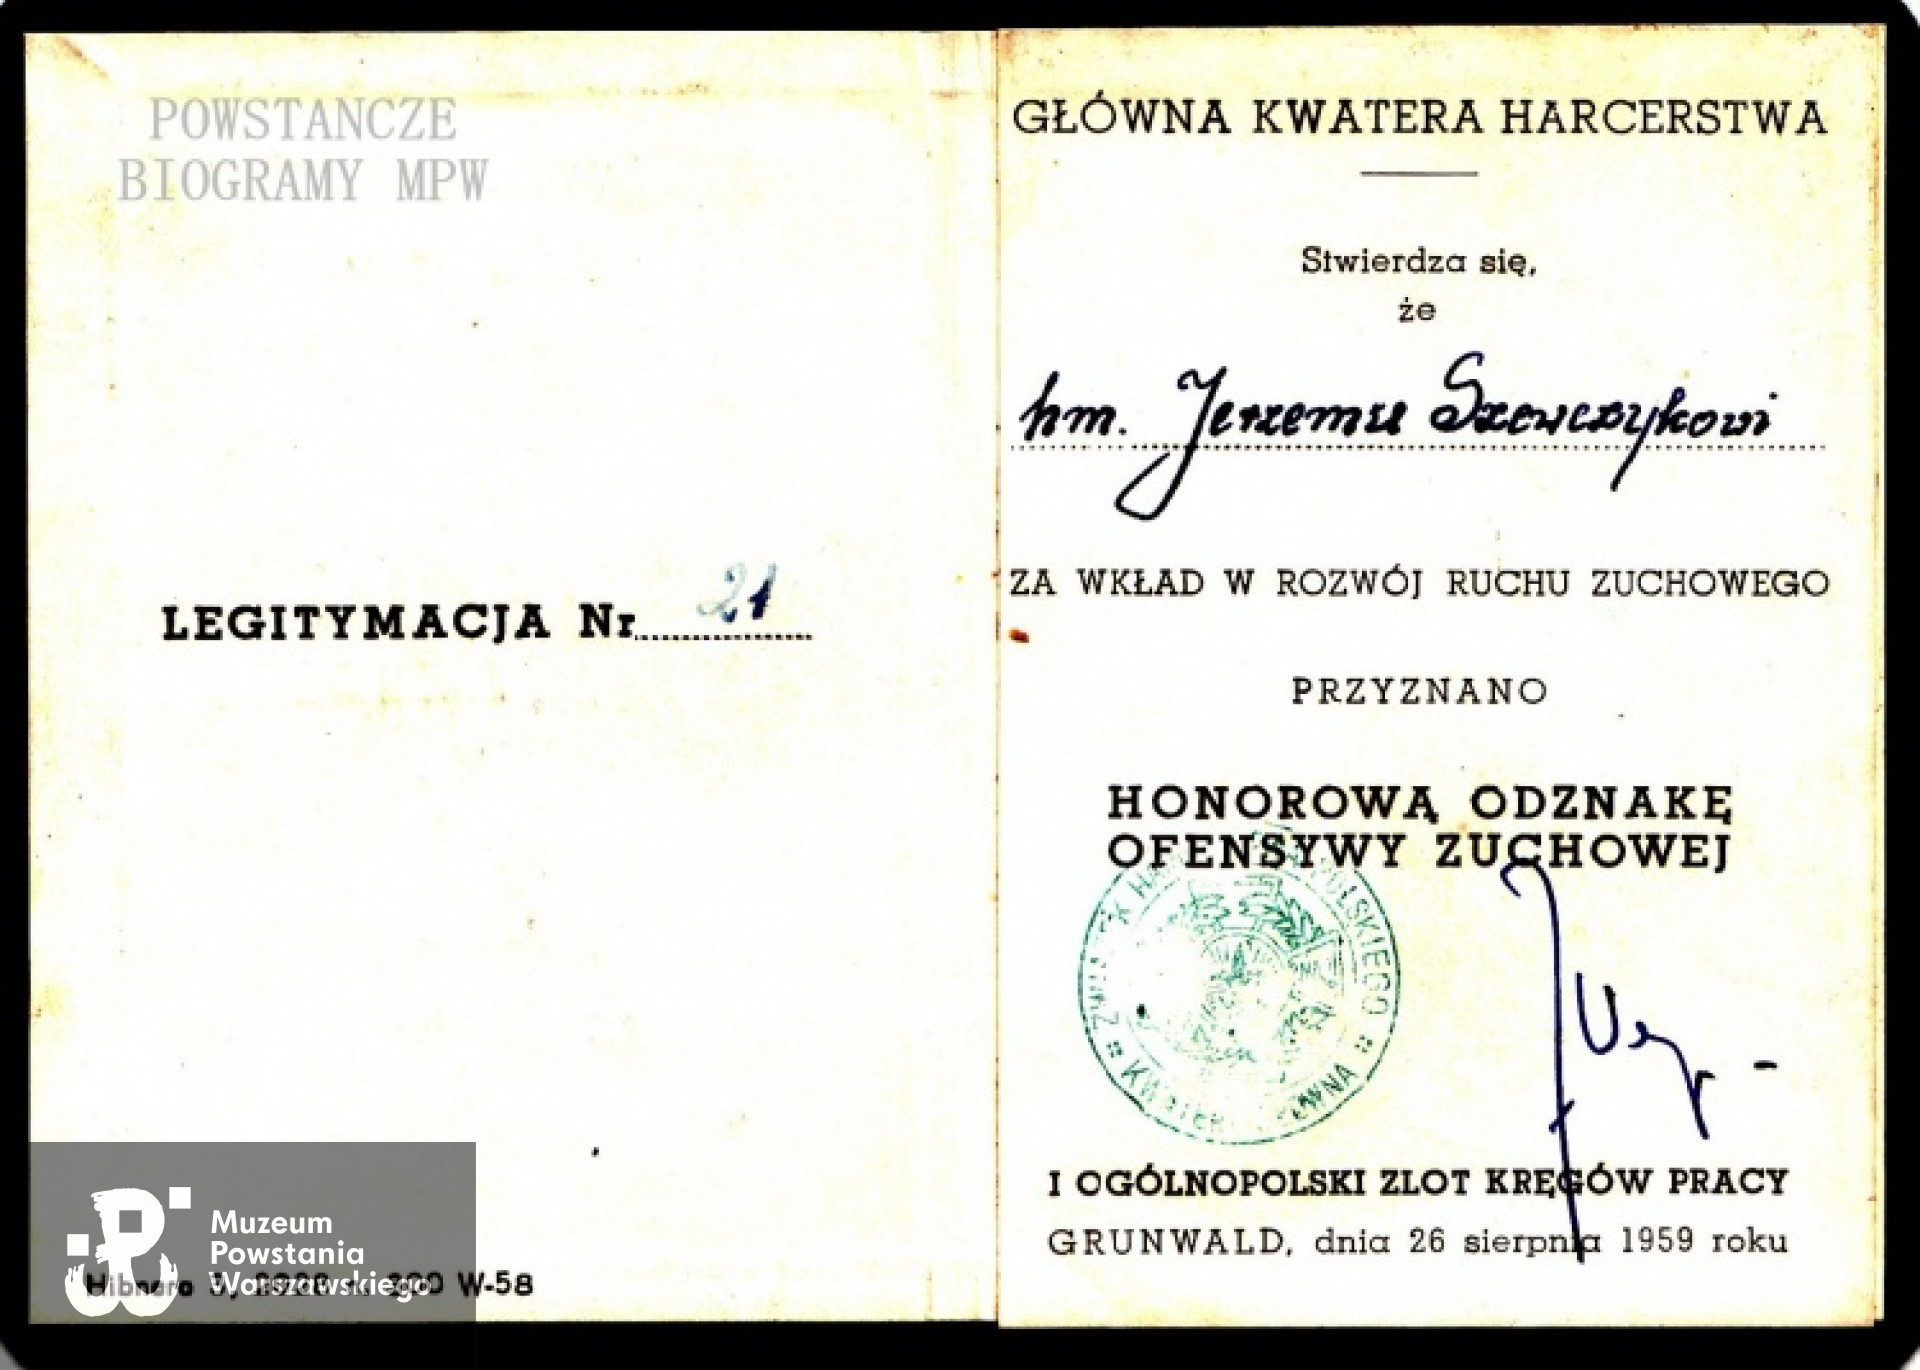 POWSTANCZE
BIOGRAMY MPW
LEGITYMACJA Nr 21
Muzeum
Powstania
Warszawskiego
W-58
GŁÓWNA KWATERA HARCERSTWA
Stwierdza się,
że
hm. Jerzemu Szewczykowi
ZA WKŁAD W ROZWÓJ RUCHU ZUCHOWEGO
PRZYZNANO
HONOROWĄ ODZNAKĘ
OFENSYWY ZUCHOWEJ
I OGÓLNOPOLSKI ZLOT KRĘGÓW PRACY
GRUNWALD, dnia 26 sierpnia 1959 roku